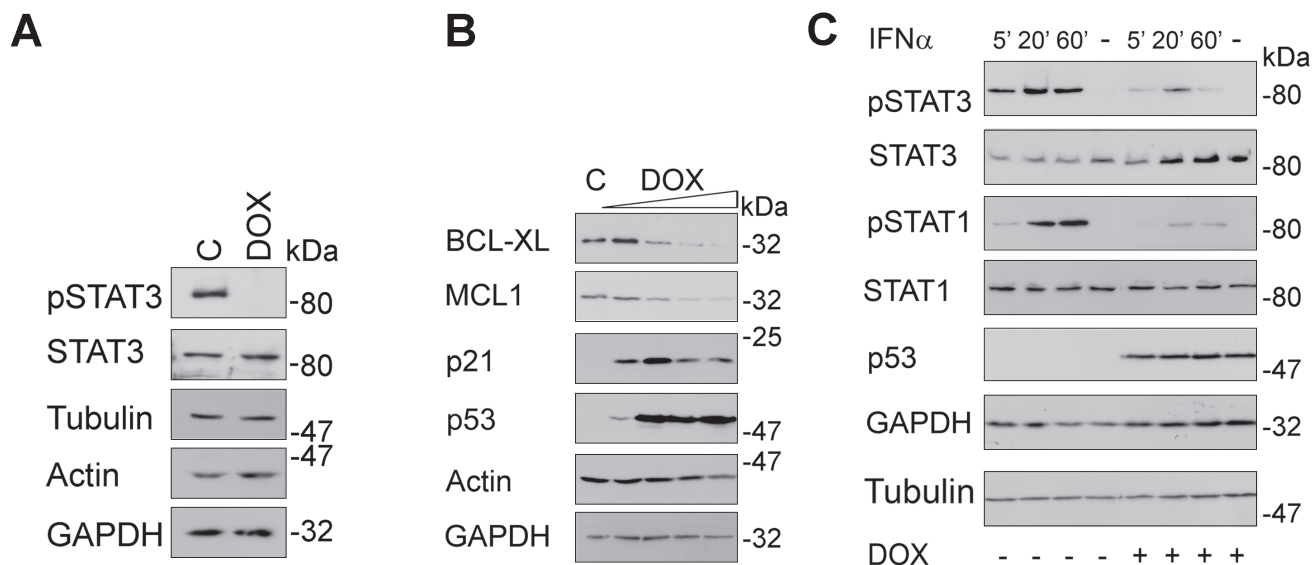 A
C DOX kDa
pSTAT3 -80
STAT3 -80
Tubulin -47
Actin -47
GAPDH -32
B
C DOX
kDa
BCL-XL -32
MCL1 -32
p21 -25
p53 -47
Actin -47
GAPDH -32
C
IFNα 5' 20' 60' - 5' 20' 60' -
kDa
pSTAT3 -80
STAT3 -80
pSTAT1 -80
STAT1 -80
p53 -47
GAPDH -32
Tubulin -47
DOX - - - - + + + +